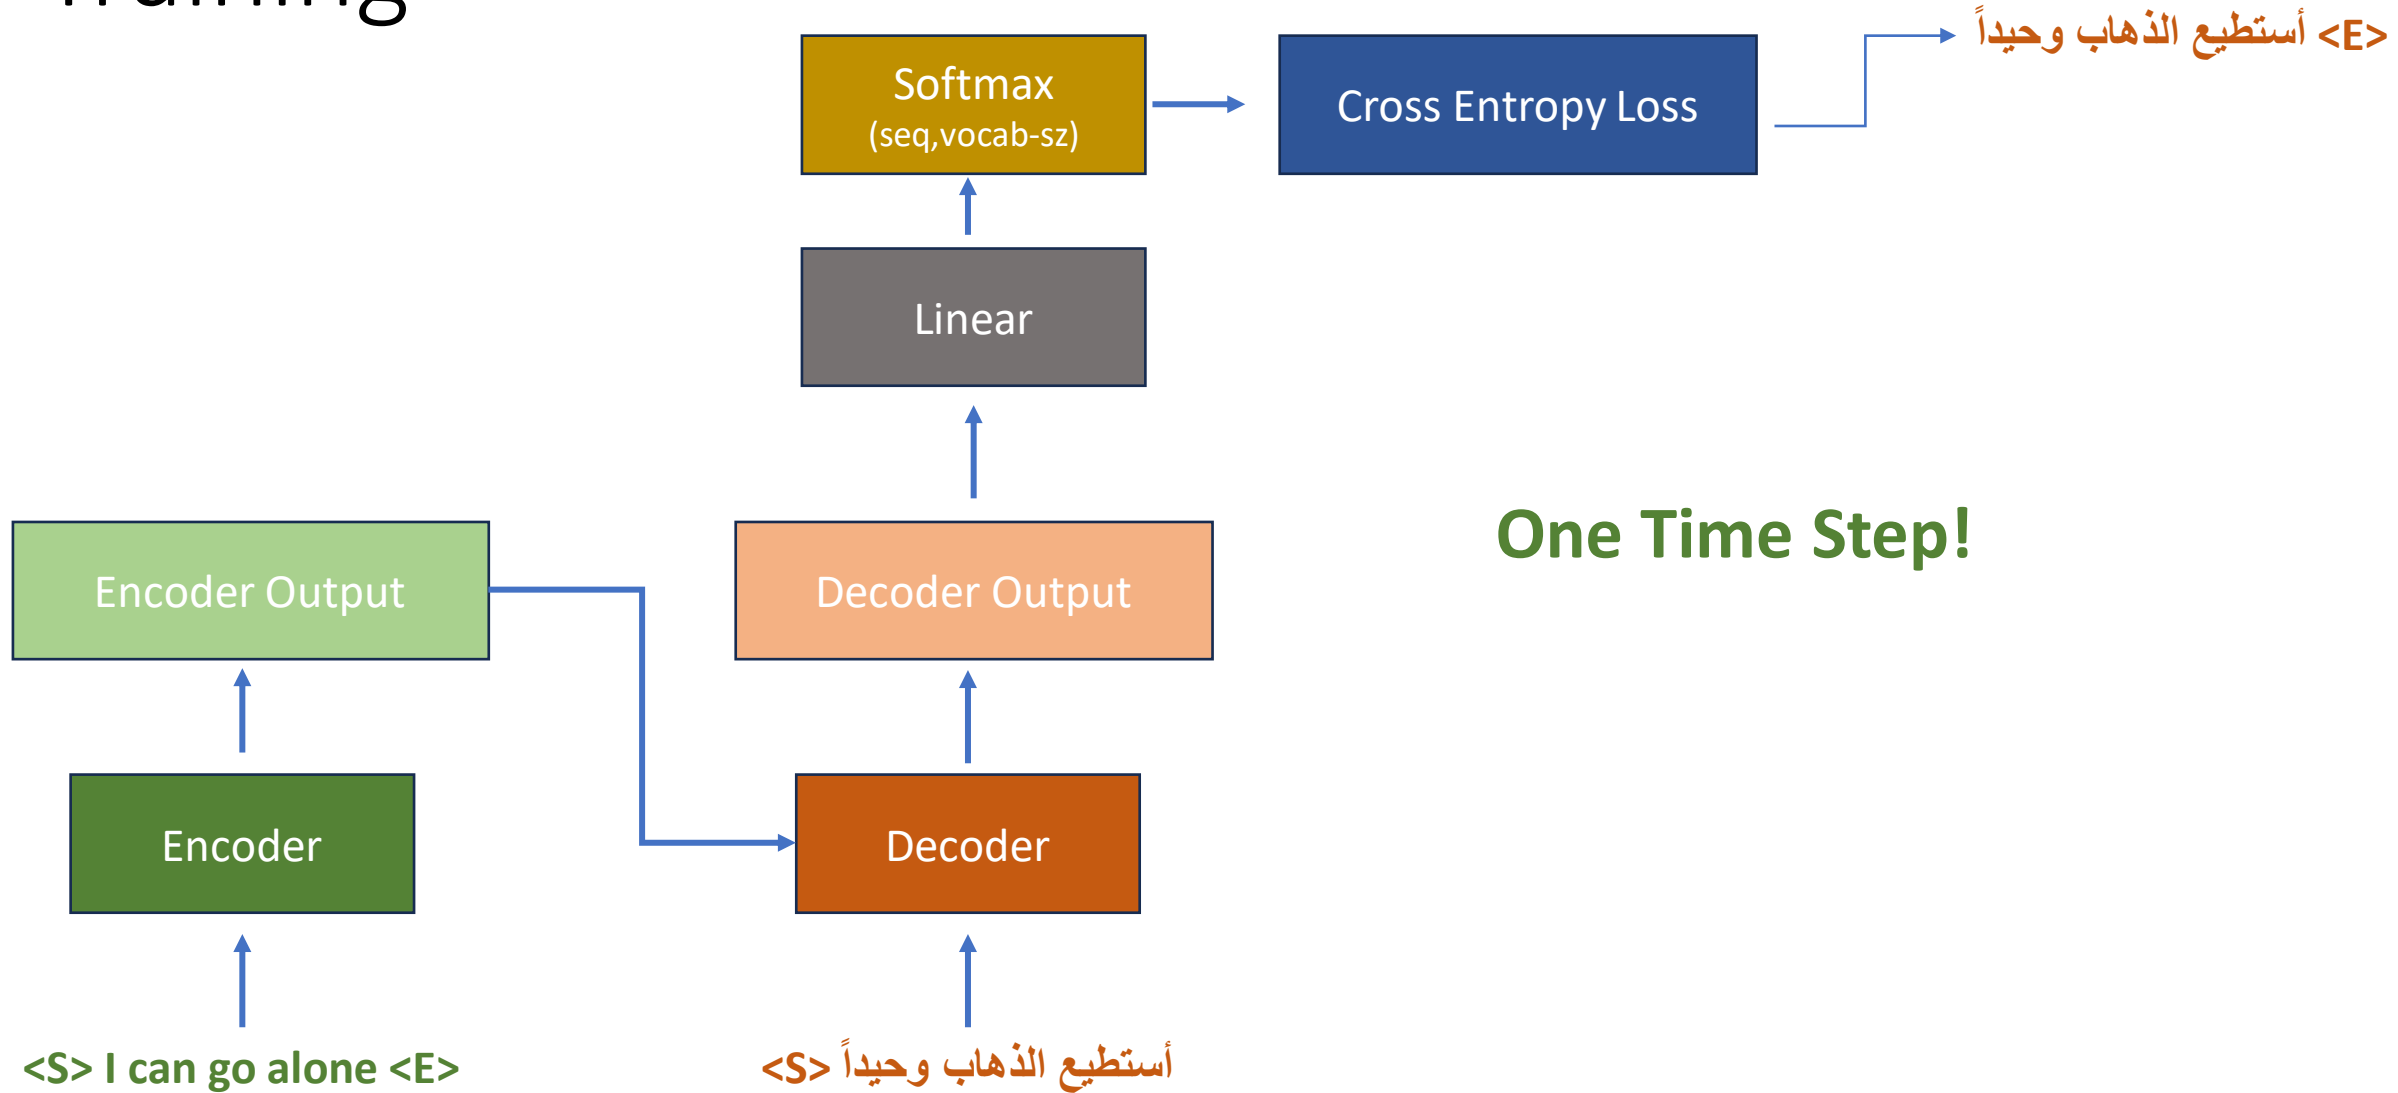 Training
<E> أستطيع الذهاب وحيداً
Softmax
(seq,vocab-sz)
Cross Entropy Loss
Linear
One Time Step!
Encoder Output
Decoder Output
Encoder
Decoder
<S> I can go alone <E>
أستطيع الذهاب وحيداً <S>